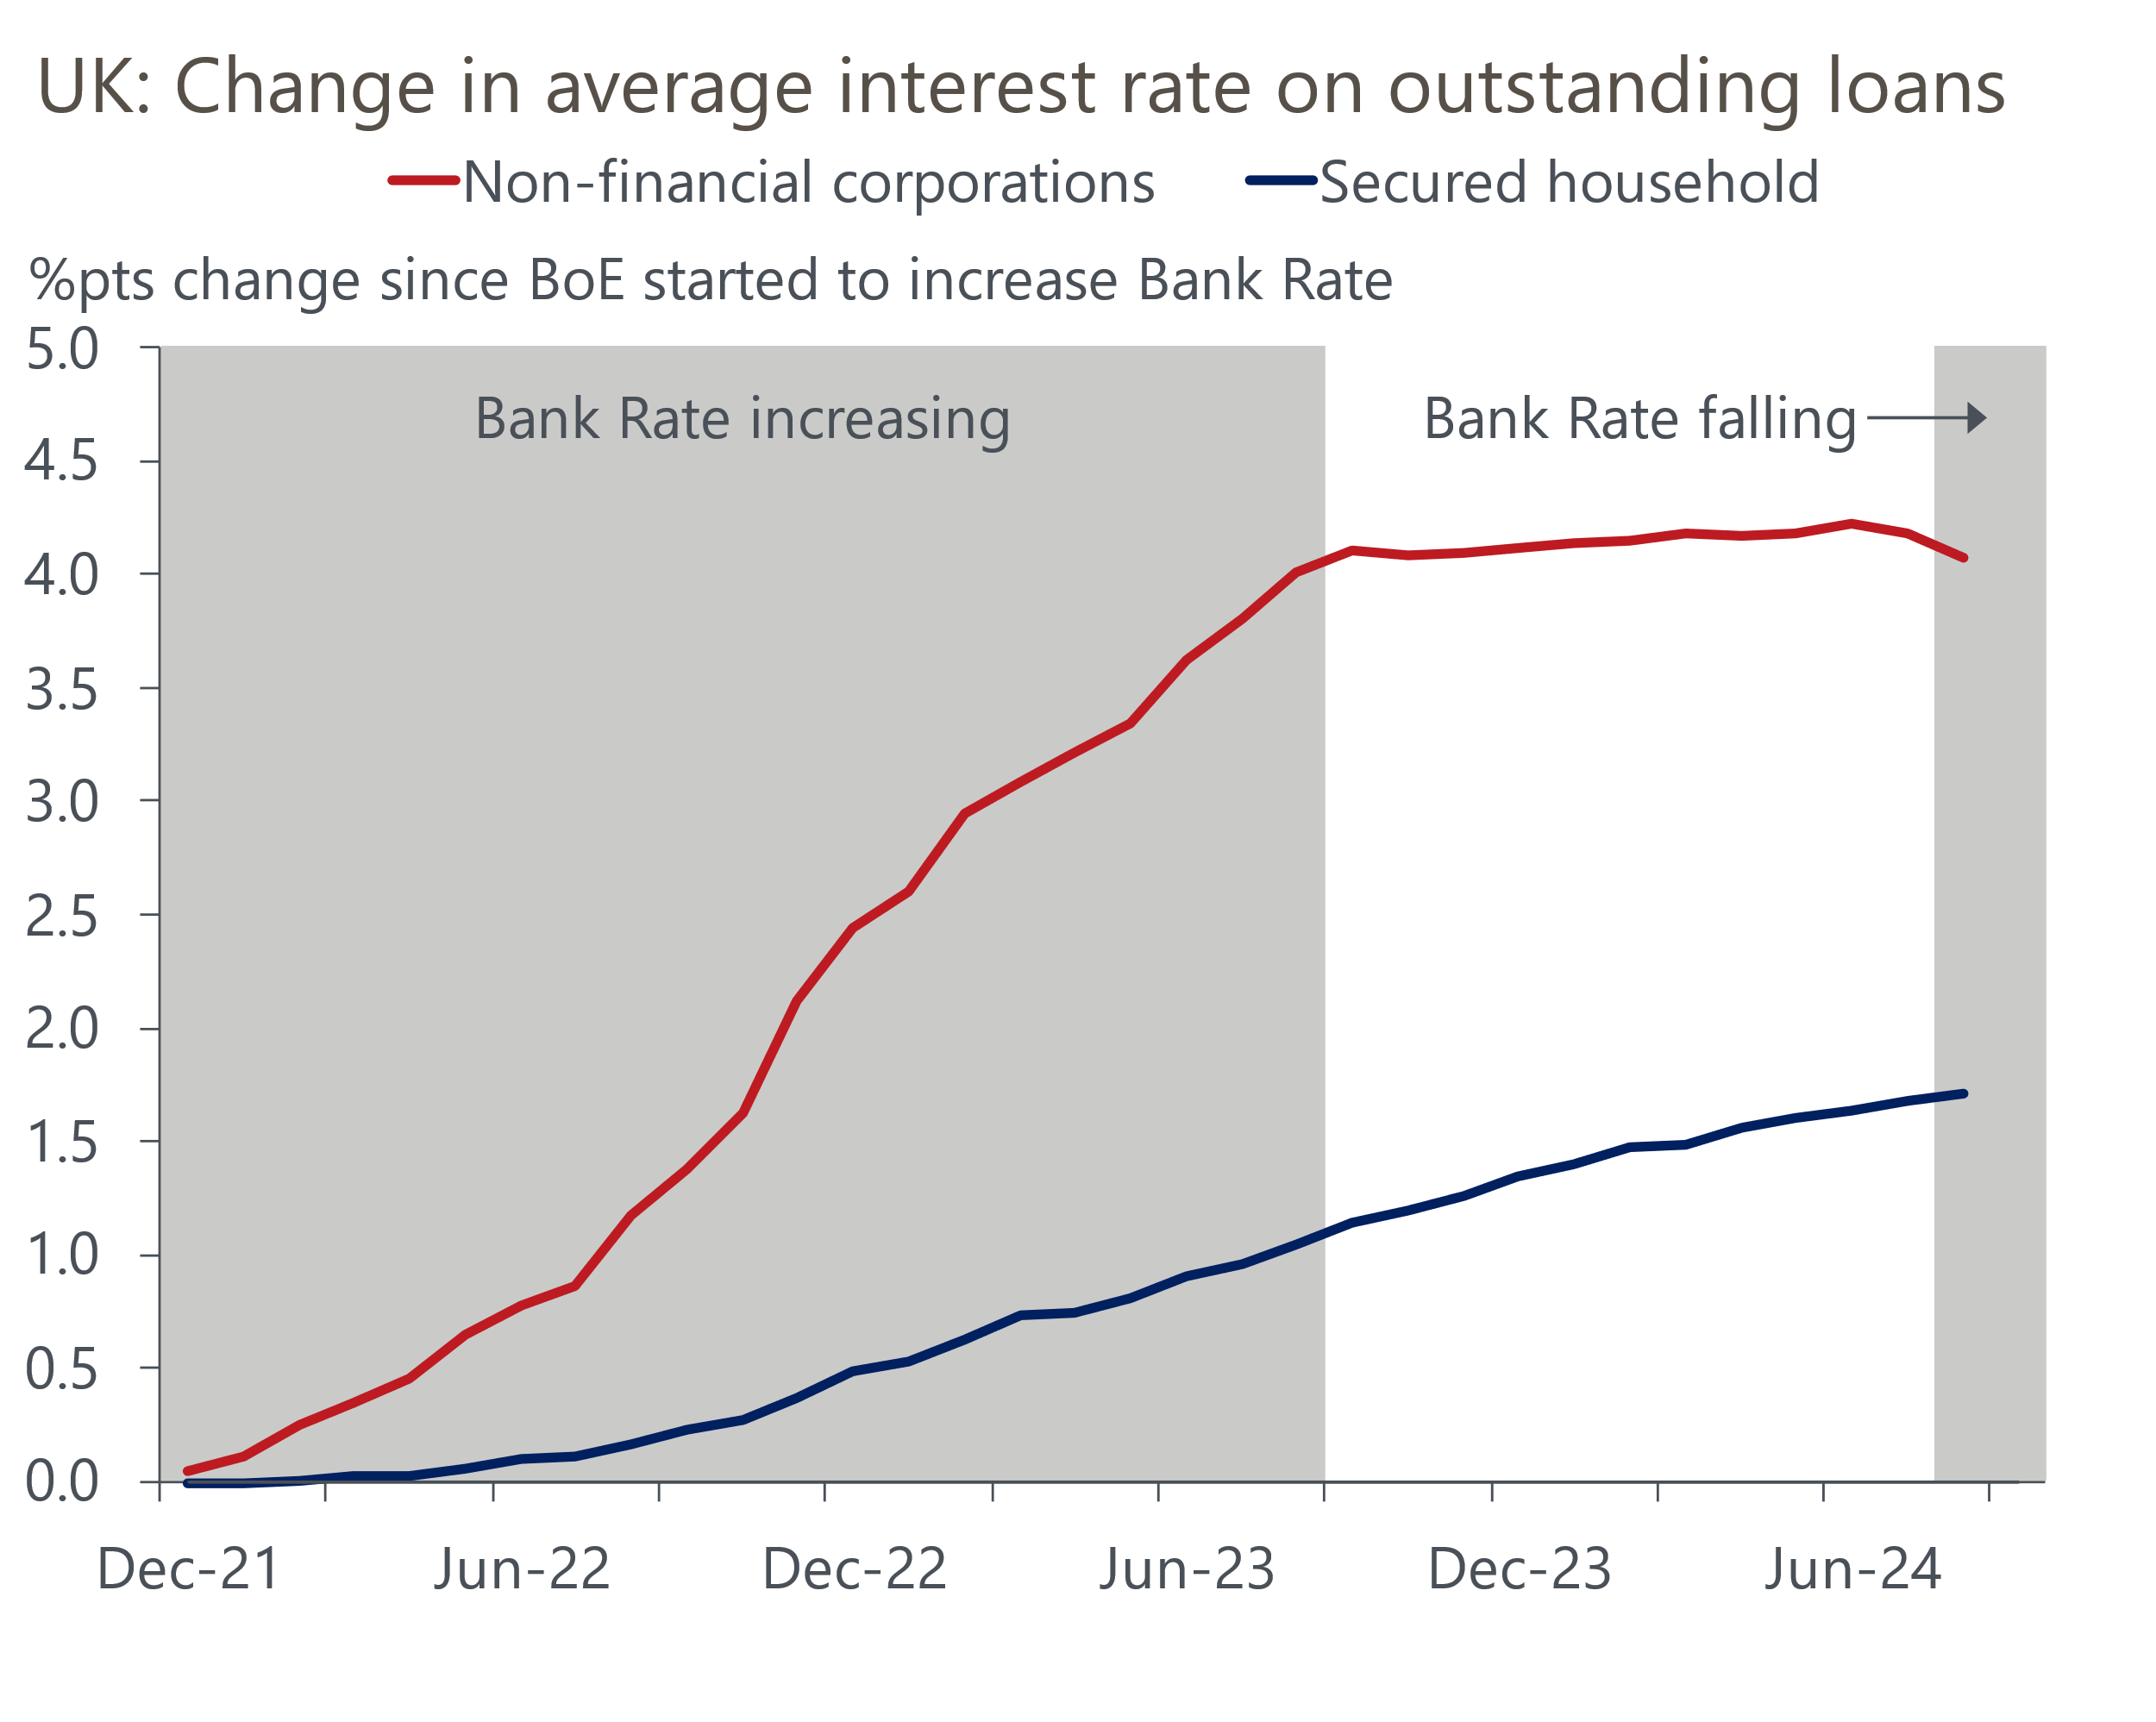 UK: Change in average interest rate on outstanding loans
Non-financial corporations Secured household
%pts change since BoE started to increase Bank Rate
5.0
Bank Rate increasing Bank Rate falling
4.5
4.0
3.5
3.0
2.5
2.0
1.5
1.0
0.5
0.0
Dec-21 Jun-22 Dec-22 Jun-23 Dec-23 Jun-24